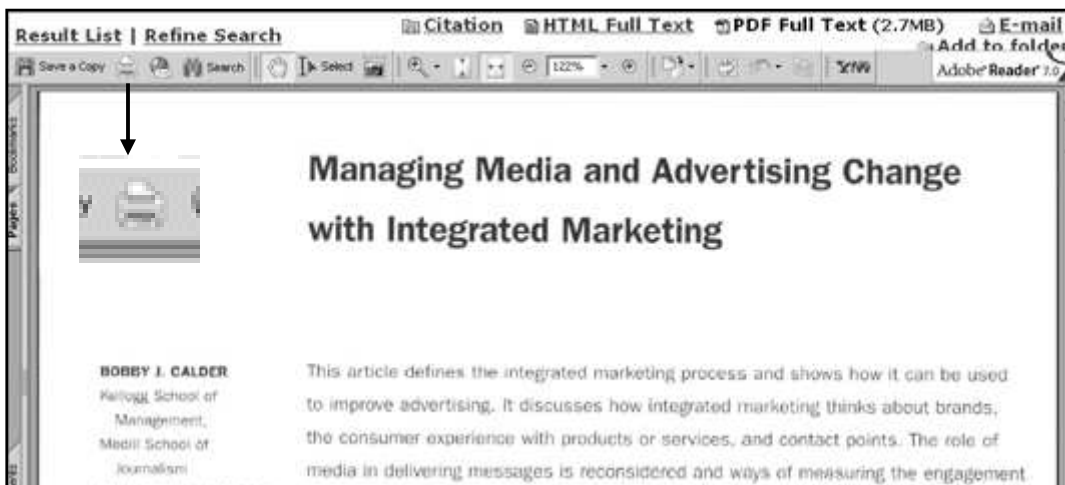 Result List | Refine Search
Citation HTML Full Text PDF Full Text (2.7MB) E-mail
Add to folder
Save a Copy Search Select 122%
Adobe Reader 7.0
Bookmarks
Pages
Managing Media and Advertising Change
with Integrated Marketing
BOBBY J. CALDER
Kellogg School of
Management,
Medill School of
Journalism
This article defines the integrated marketing process and shows how it can be used
to improve advertising. It discusses how integrated marketing thinks about brands,
the consumer experience with products or services, and contact points. The role of
media in delivering messages is reconsidered and ways of measuring the engagement